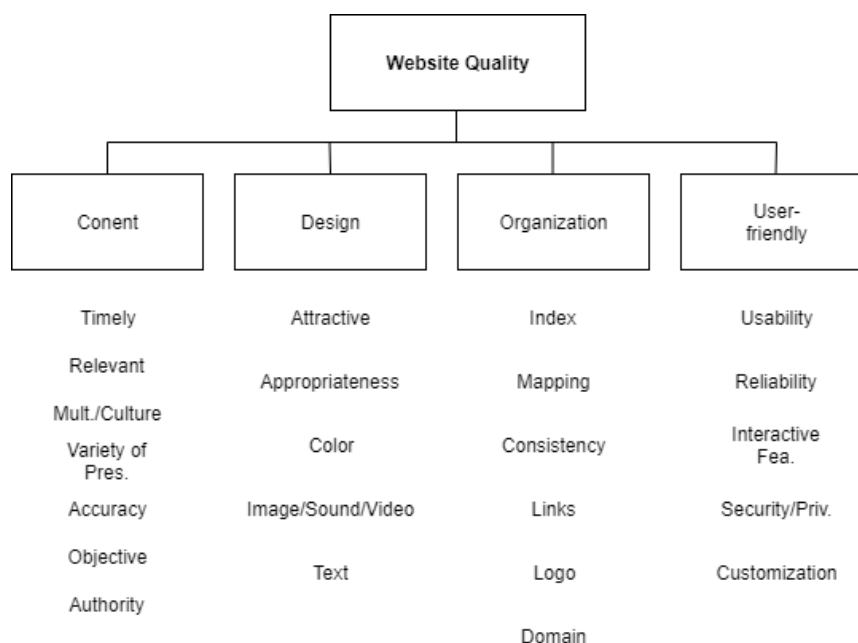 Website Quality
Conent
Design
Organization
User-
friendly
Timely
Relevant
Mult./Culture
Variety of
Pres.
Accuracy
Objective
Authority
Attractive
Appropriateness
Color
Image/Sound/Video
Text
Index
Mapping
Consistency
Links
Logo
Domain
Usability
Reliability
Interactive
Fea.
Security/Priv.
Customization